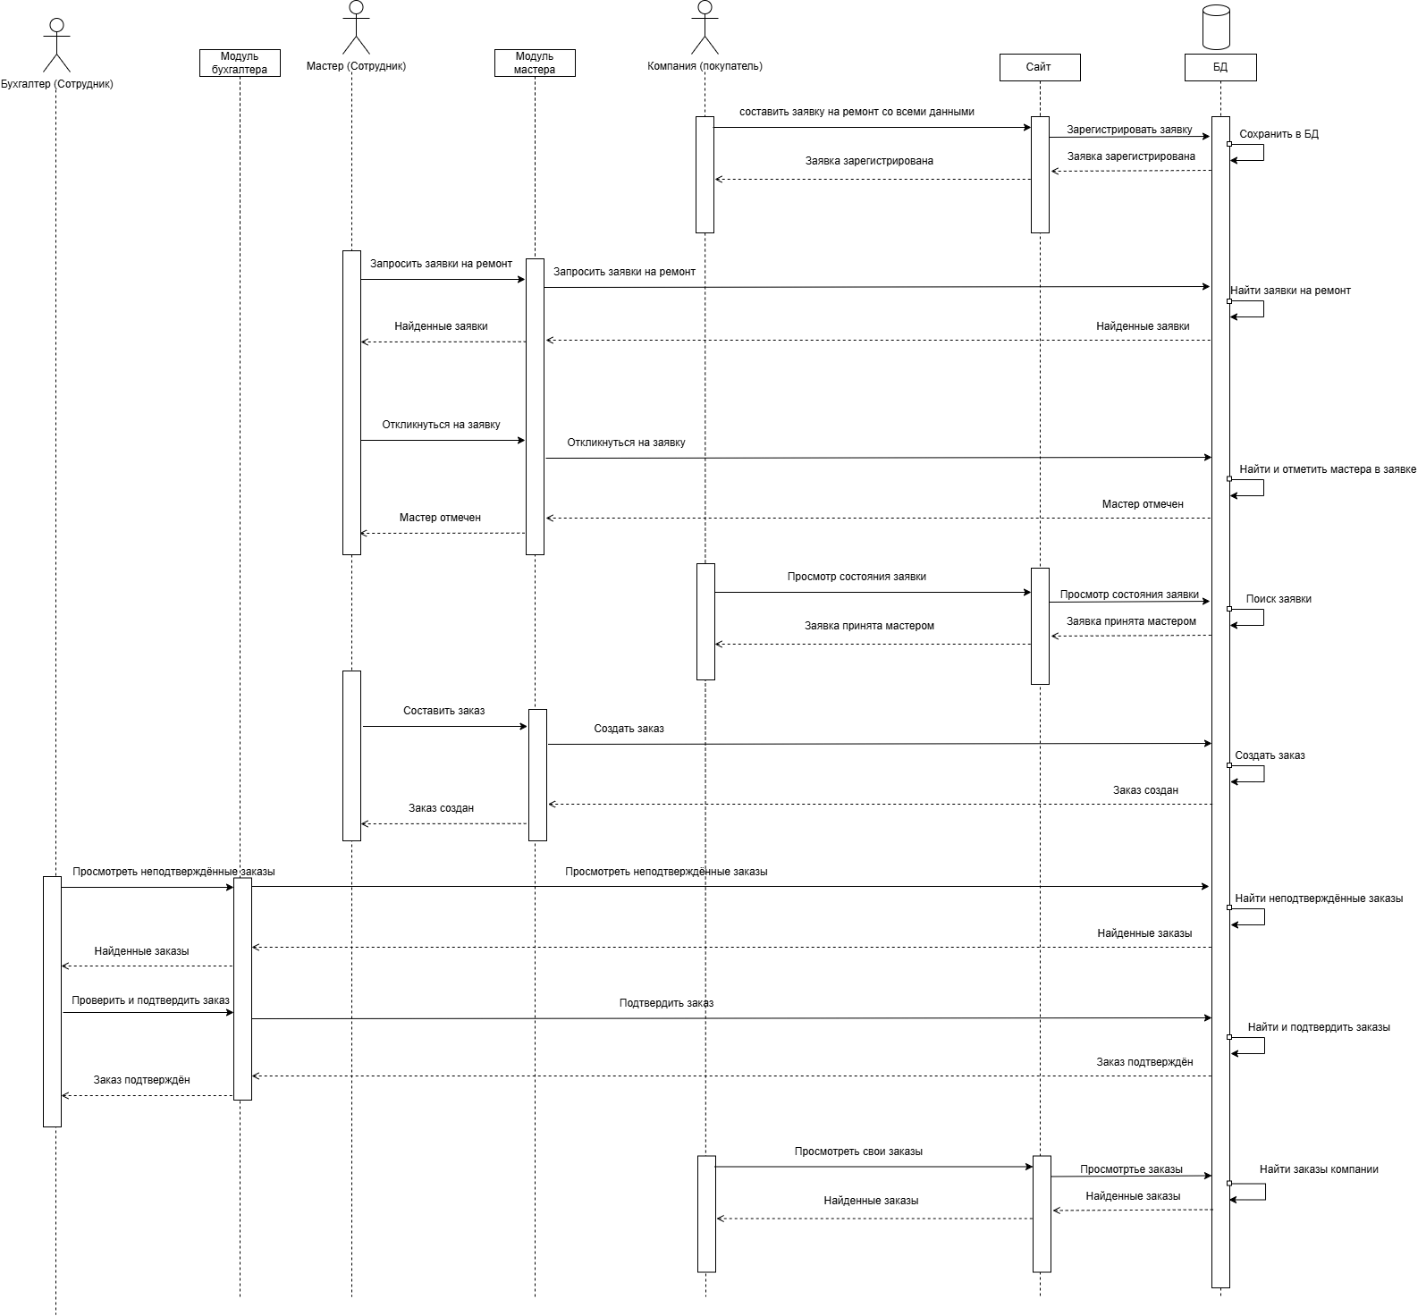 Бухгалтер (Сотрудник)
Модуль
бухгалтера
Мастер (Сотрудник)
Модуль
мастера
Компания (покупатель)
Сайт
БД
составить заявку на ремонт со всеми данными
Зарегистрировать заявку
Сохранить в БД
Заявка зарегистрирована
Заявка зарегистрирована
Запросить заявки на ремонт
Запросить заявки на ремонт
Найти заявки на ремонт
Найденные заявки
Найденные заявки
Откликнуться на заявку
Откликнуться на заявку
Найти и отметить мастера в заявке
Мастер отмечен
Мастер отмечен
Просмотр состояния заявки
Просмотр состояния заявки
Поиск заявки
Заявка принята мастером
Заявка принята мастером
Составить заказ
Создать заказ
Создать заказ
Заказ создан
Заказ создан
Просмотреть неподтверждённые заказы
Просмотреть неподтверждённые заказы
Найти неподтверждённые заказы
Найденные заказы
Найденные заказы
Проверить и подтвердить заказ
Подтвердить заказ
Найти и подтвердить заказы
Заказ подтверждён
Заказ подтверждён
Просмотреть свои заказы
Просмотртье заказы
Найти заказы компании
Найденные заказы
Найденные заказы